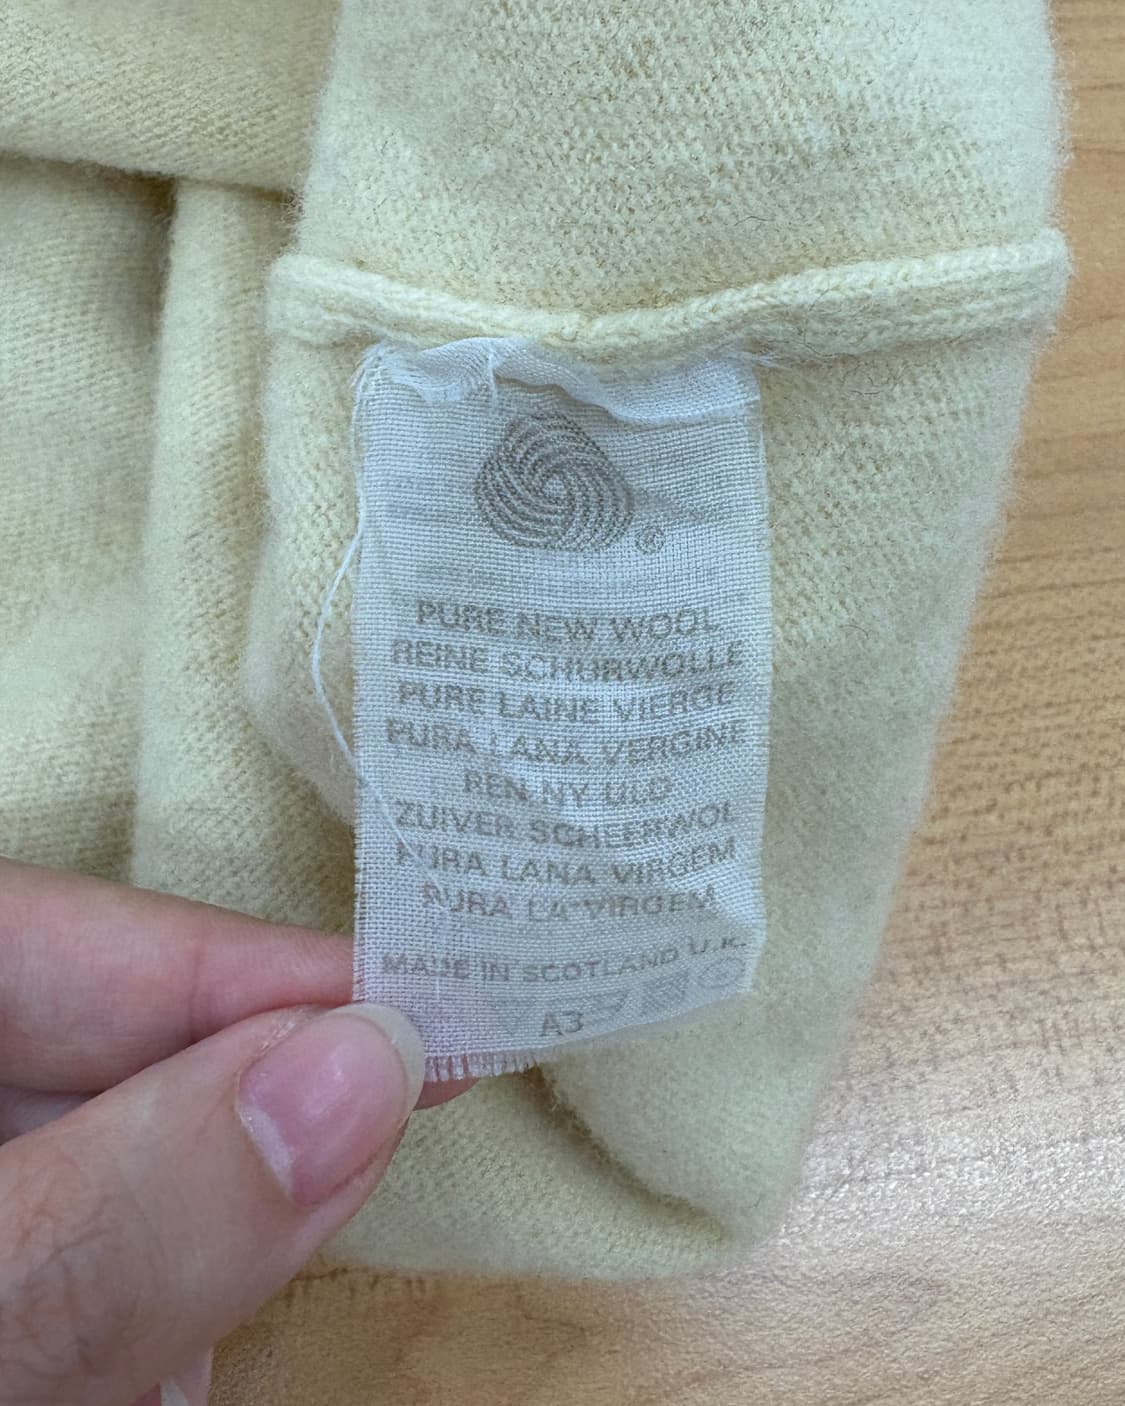 ®
PURE NEW WOOL
REINE SCHURWOLLE
PURE LAINE VIERGE
PURA LANA VERGINE
REN NY ULD
ZUIVER SCHEERWOL
PURA LANA VIRGEM
PURA LA VIRGEM
MADE IN SCOTLAND U.K.
A3